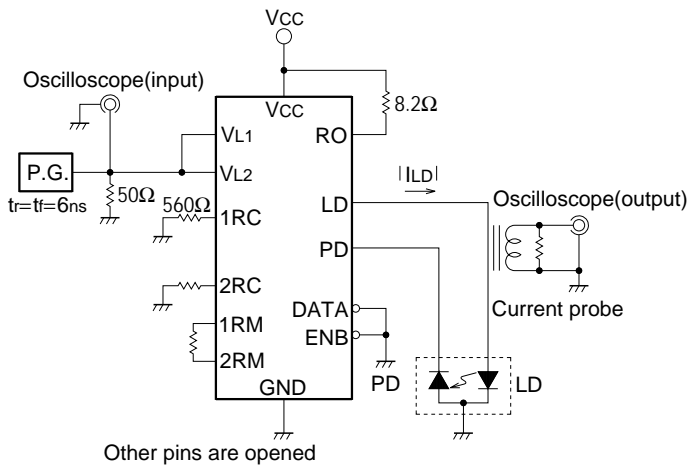 VCC
Oscilloscope(input)
VCC
8.2Ω
VL1
RO
P.G.
VL2
50Ω
|ILD|
tr=tf=6ns
560Ω
LD
Oscilloscope(output)
1RC
PD
2RC
DATA
Current probe
1RM
ENB
2RM
PD
LD
GND
Other pins are opened